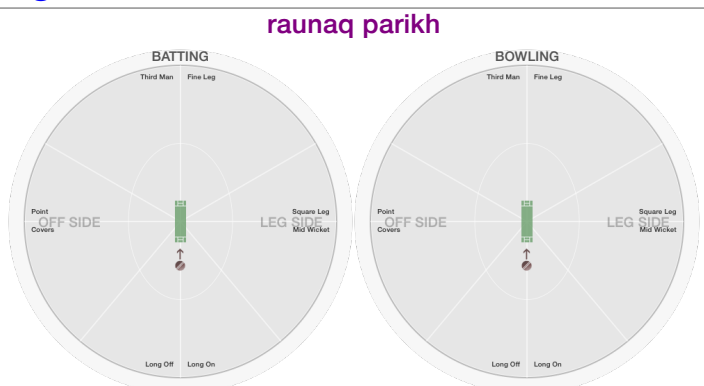 raunaq parikh
BATTING
Third Man Fine Leg
Point
OFF SIDE
Covers
Square Leg
LEG SIDE
Mid Wicket
Long Off Long On
BOWLING
Third Man Fine Leg
Point
OFF SIDE
Covers
Square Leg
LEG SIDE
Mid Wicket
Long Off Long On